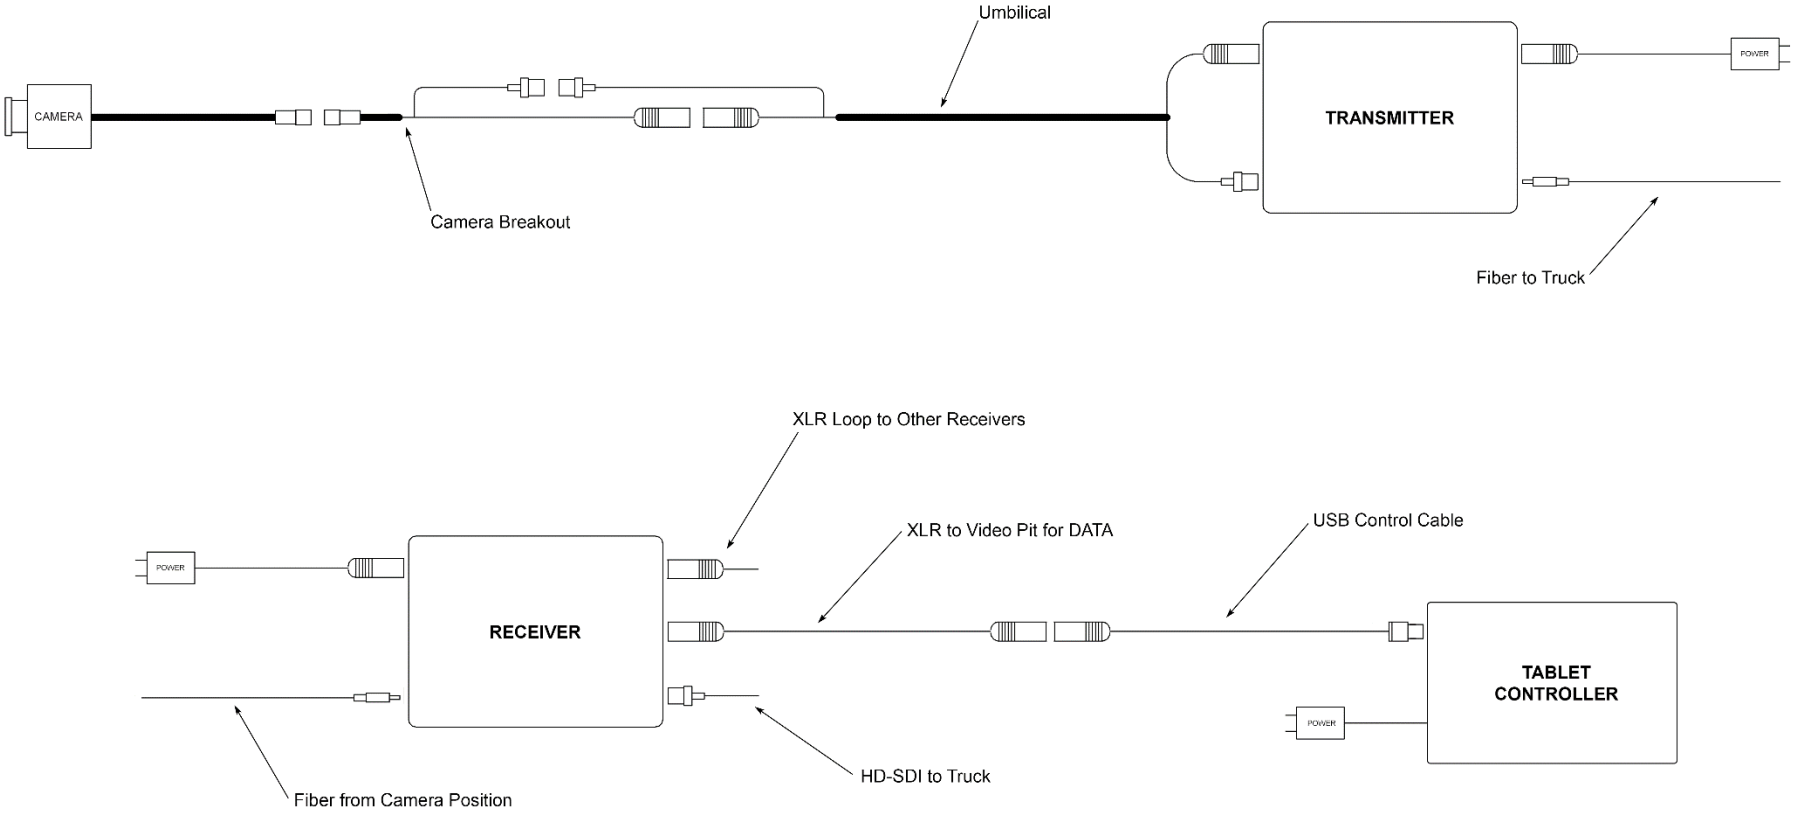 Umbilical
POWER
CAMERA
TRANSMITTER
Camera Breakout
Fiber to Truck
XLR Loop to Other Receivers
XLR to Video Pit for DATA
USB Control Cable
POWER
RECEIVER
TABLET
CONTROLLER
POWER
HD-SDI to Truck
Fiber from Camera Position